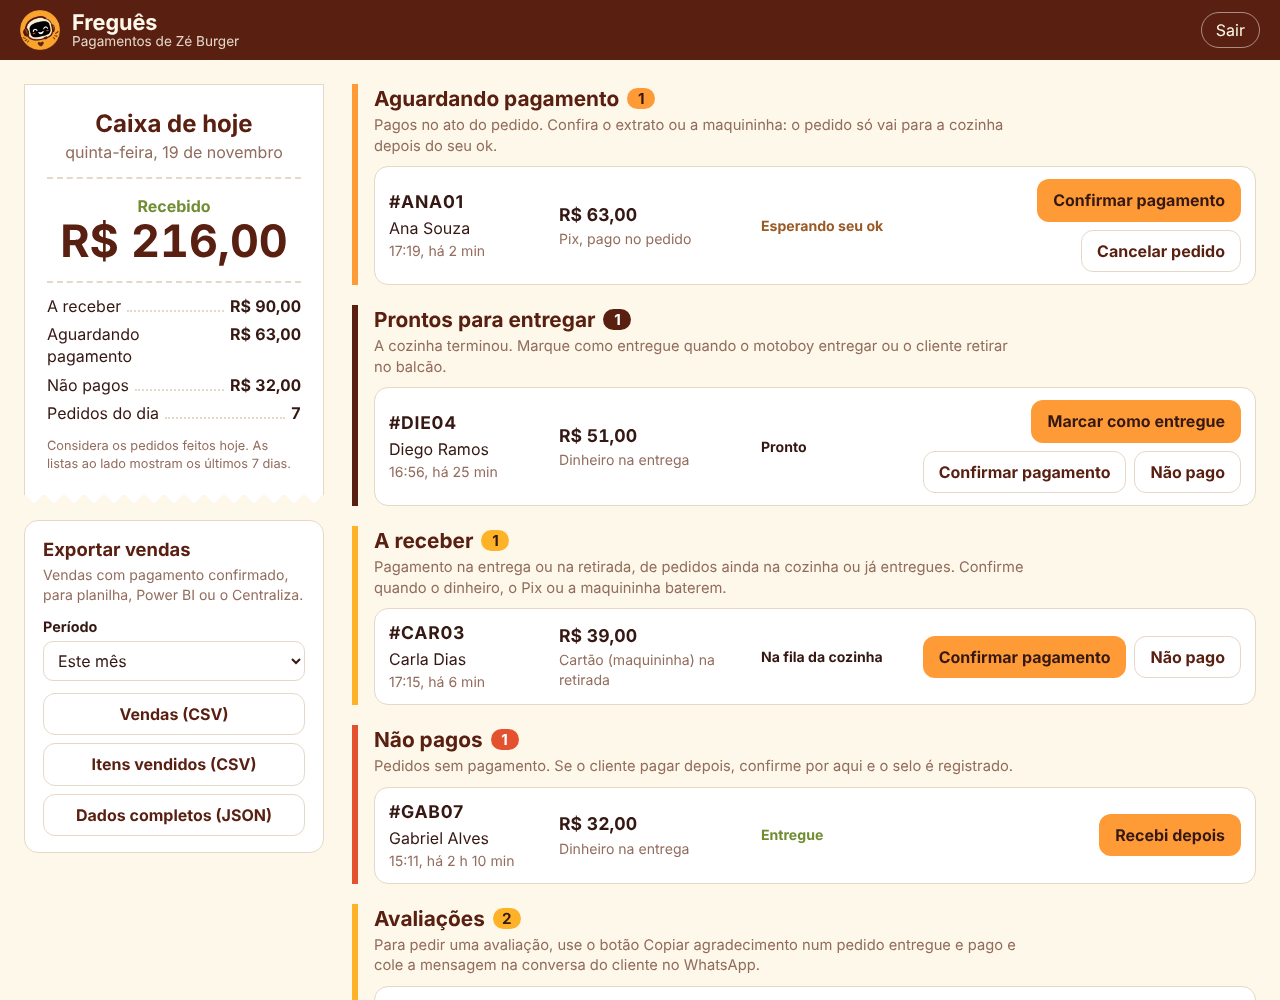 Freguês
Pagamentos de Zé Burger
Sair
Caixa de hoje
quinta-feira, 19 de novembro
Recebido
R$ 216,00
A receber R$ 90,00
Aguardando pagamento R$ 63,00
Não pagos R$ 32,00
Pedidos do dia 7
Considera os pedidos feitos hoje. As
listas ao lado mostram os últimos 7 dias.
Exportar vendas
Vendas com pagamento confirmado,
para planilha, Power BI ou o Centraliza.
Período
Este mês
Vendas (CSV)
Itens vendidos (CSV)
Dados completos (JSON)
Aguardando pagamento 1
Pagos no ato do pedido. Confira o extrato ou a maquininha: o pedido só vai para a cozinha
depois do seu ok.
#ANA01
Ana Souza
17:19, há 2 min
R$ 63,00
Pix, pago no pedido
Esperando seu ok
Confirmar pagamento
Cancelar pedido
Prontos para entregar 1
A cozinha terminou. Marque como entregue quando o motoboy entregar ou o cliente retirar
no balcão.
#DIE04
Diego Ramos
16:56, há 25 min
R$ 51,00
Dinheiro na entrega
Pronto
Marcar como entregue
Confirmar pagamento
Não pago
A receber 1
Pagamento na entrega ou na retirada, de pedidos ainda na cozinha ou já entregues. Confirme
quando o dinheiro, o Pix ou a maquininha baterem.
#CAR03
Carla Dias
17:15, há 6 min
R$ 39,00
Cartão (maquininha) na
retirada
Na fila da cozinha
Confirmar pagamento
Não pago
Não pagos 1
Pedidos sem pagamento. Se o cliente pagar depois, confirme por aqui e o selo é registrado.
#GAB07
Gabriel Alves
15:11, há 2 h 10 min
R$ 32,00
Dinheiro na entrega
Entregue
Recebi depois
Avaliações 2
Para pedir uma avaliação, use o botão Copiar agradecimento num pedido entregue e pago e
cole a mensagem na conversa do cliente no WhatsApp.